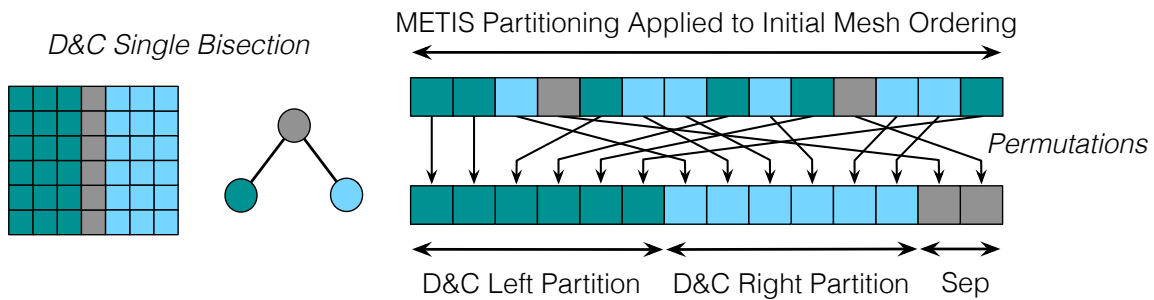 METIS Partitioning Applied to Initial Mesh Ordering
D&C Single Bisection
Permutations
D&C Left Partition
D&C Right Partition
Sep